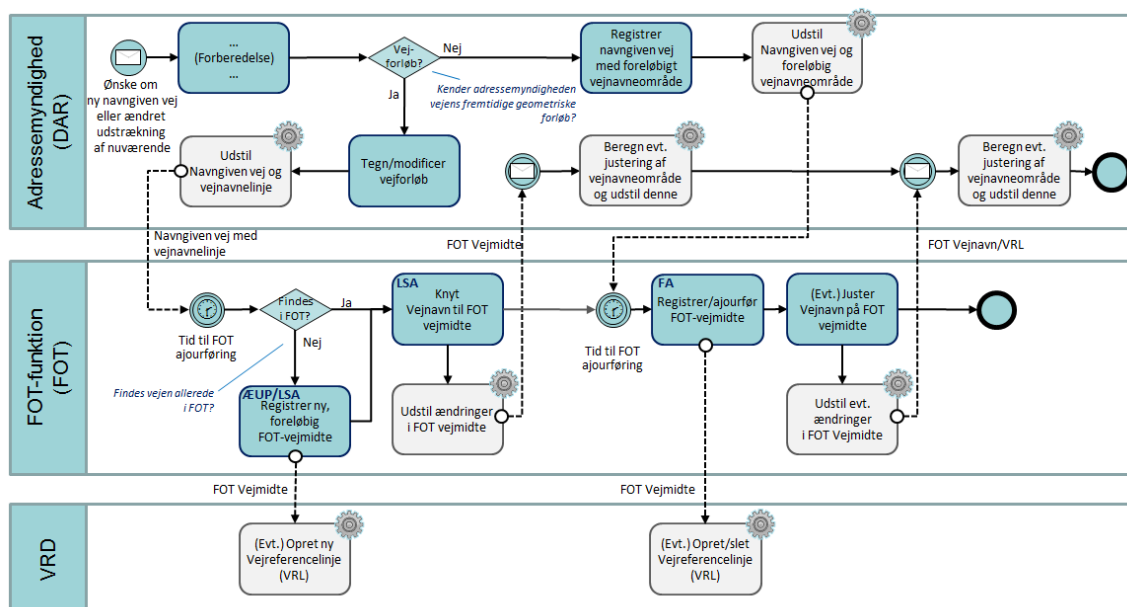 Adressemyndighed
(DAR)
Ønske om
ny navngiven vej
eller ændret
udstrækning
af nuværende
...
(Forberedelse)
...
Vej-
forløb?
Nej
Ja
Kender adressemyndigheden
vejens fremtidige geometriske
forløb?
Registrer
navngiven vej
med foreløbigt
vejnavneområde
Udstil
Navngiven vej og
foreløbig
vejnavneområde
Udstil
Navngiven vej og
vejnavnelinje
Tegn/modificer
vejforløb
Beregn evt.
justering af
vejnavneområde
og udstil denne
Beregn evt.
justering af
vejnavneområde
og udstil denne
Navngiven vej med
vejnavnelinje
FOT Vejmidte
FOT Vejnavn/VRL
FOT-funktion
(FOT)
Tid til FOT
ajourføring
Findes
i FOT?
Ja
Nej
Findes vejen allerede
i FOT?
ÆUP/LSA
Registrer ny,
foreløbig
FOT-vejmidte
LSA
Knyt
Vejnavn til FOT
vejmidte
Udstil ændringer
i FOT vejmidte
Tid til FOT
ajourføring
FA
Registrer/ajourfør
FOT-vejmidte
(Evt.) Juster
Vejnavn på FOT
vejmidte
Udstil evt.
ændringer
i FOT Vejmidte
FOT Vejmidte
FOT Vejmidte
VRD
(Evt.) Opret ny
Vejreferencelinje
(VRL)
(Evt.) Opret/slet
Vejreferencelinje
(VRL)